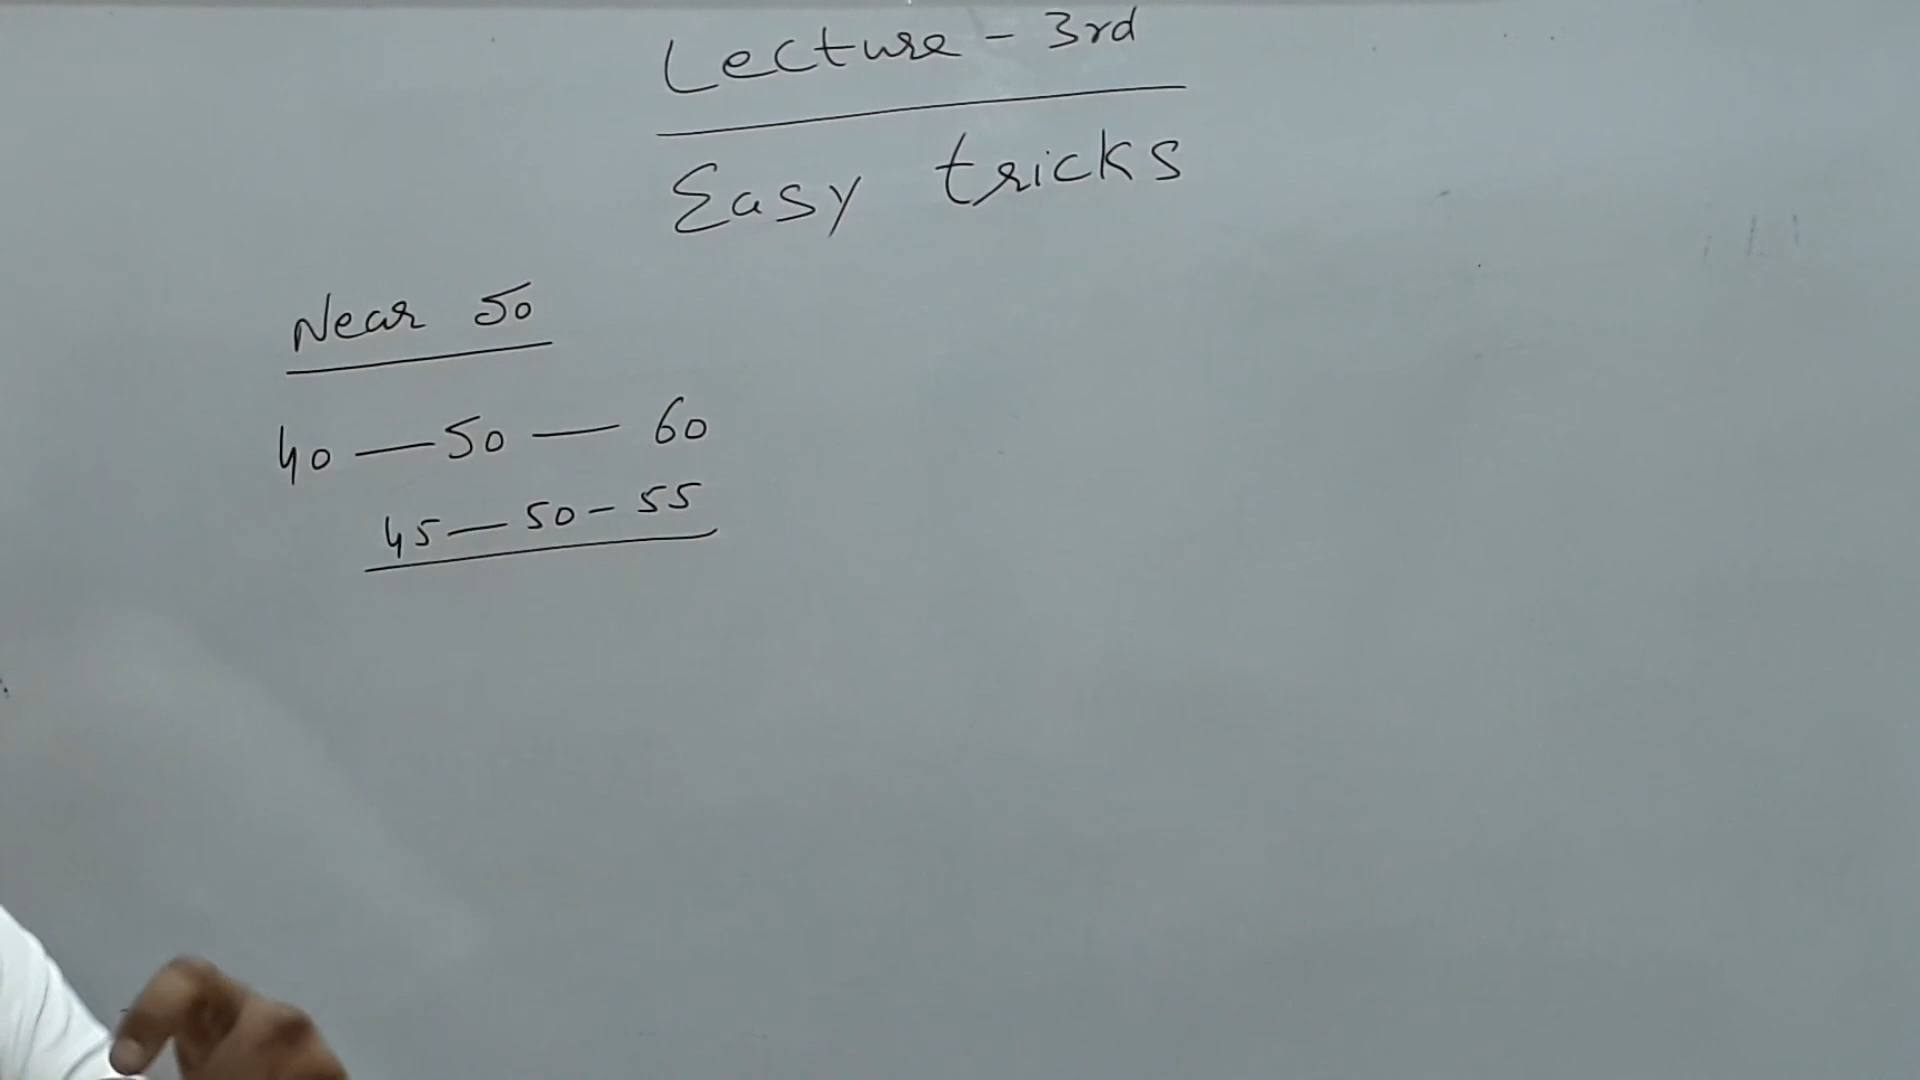 Lecture - 3rd
Easy tricks
Near 50
40 — 50 — 60
45 — 50 - 55